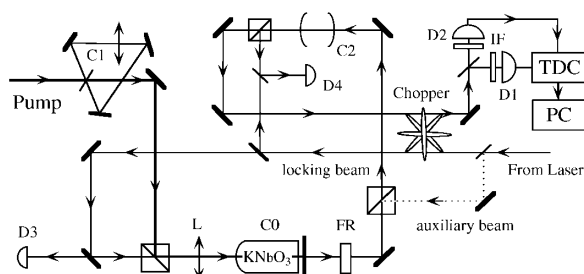 C1
Pump
C2
D4
D2
IF
D1
TDC
PC
Chopper
locking beam
From Laser
auxiliary beam
D3
L
C0
KNbO₃
FR